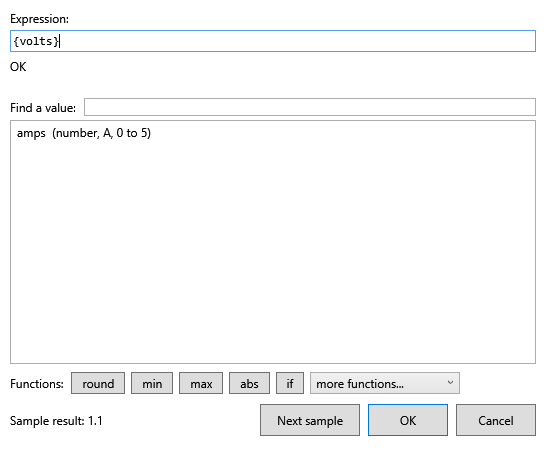 Expression:
{volts}
OK
Find a value:
amps (number, A, 0 to 5)
Functions: round min max abs if more functions...
Sample result: 1.1 Next sample OK Cancel